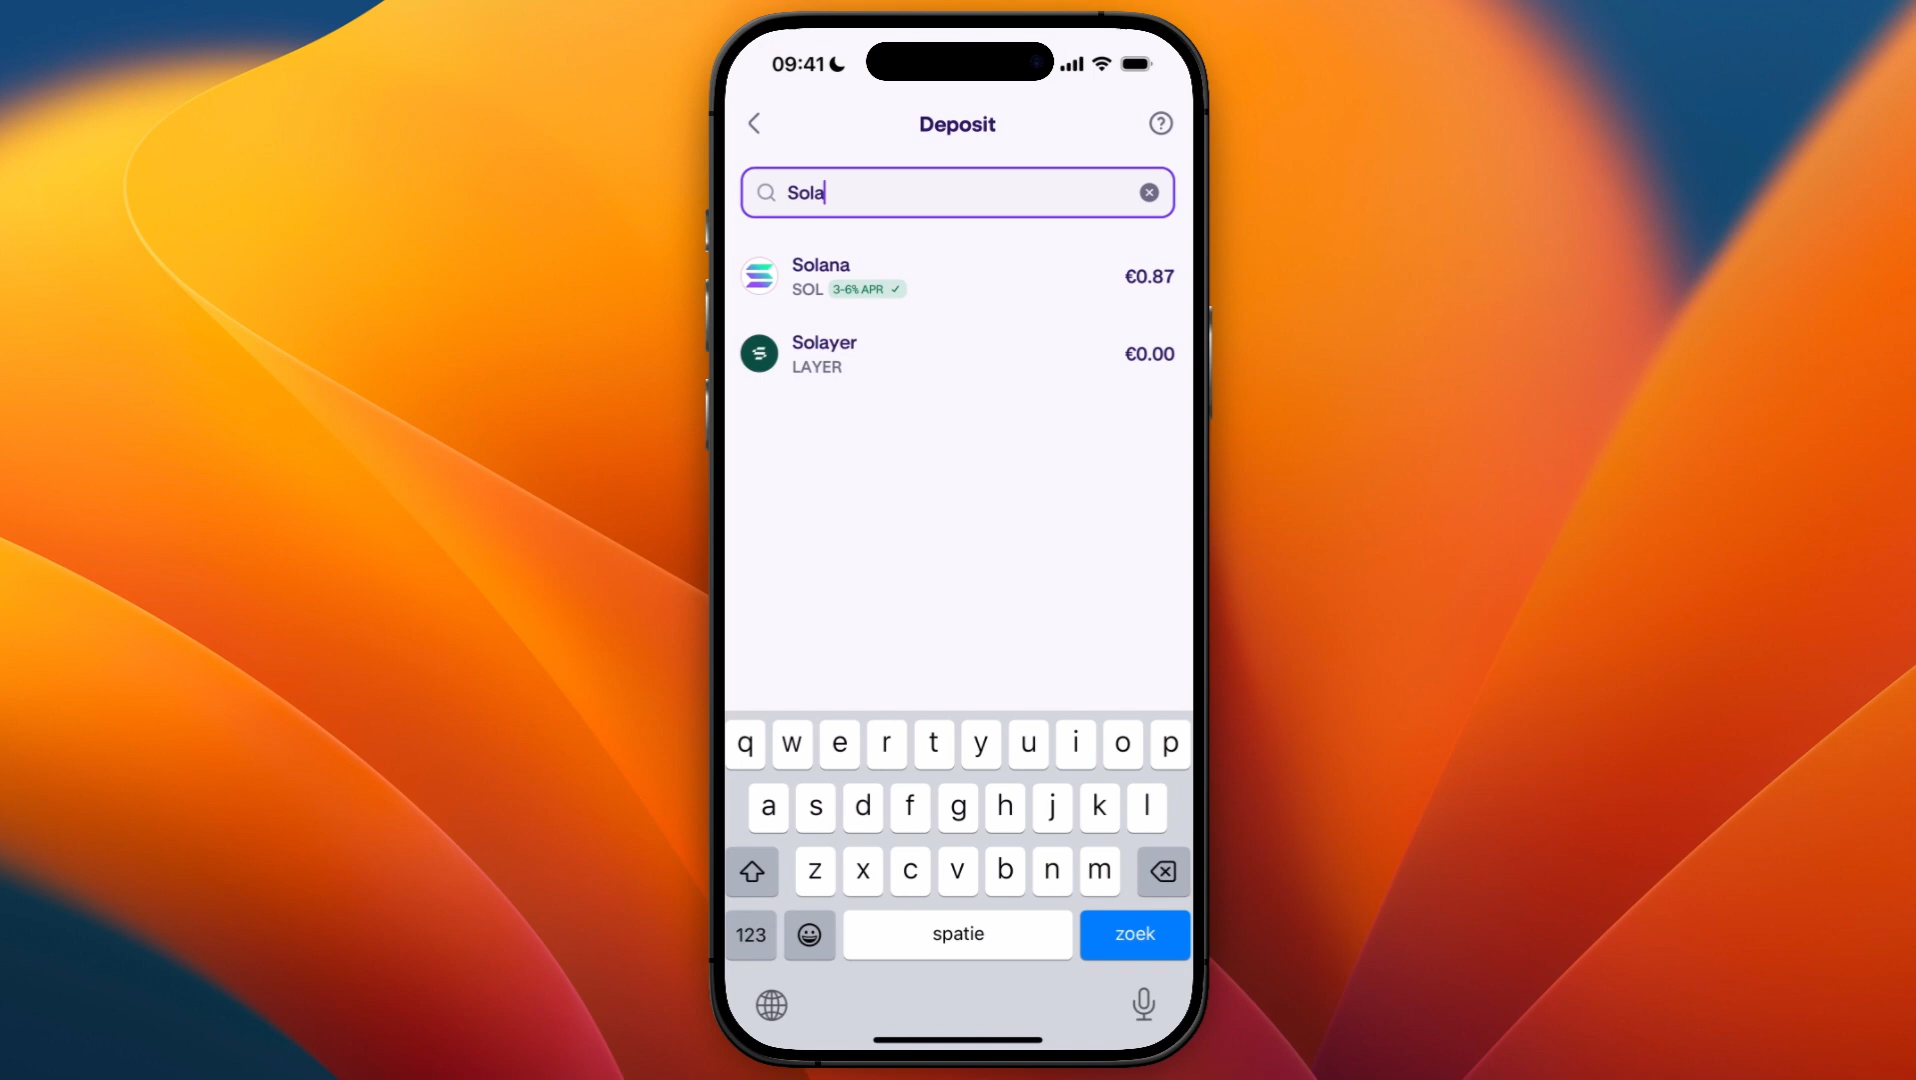 09:41
Deposit
Sola
Solana
SOL 3-6% APR ✓
€0.87
Solayer
LAYER
€0.00
q w e r t y u i o p
a s d f g h j k l
z x c v b n m
123 spatie zoek